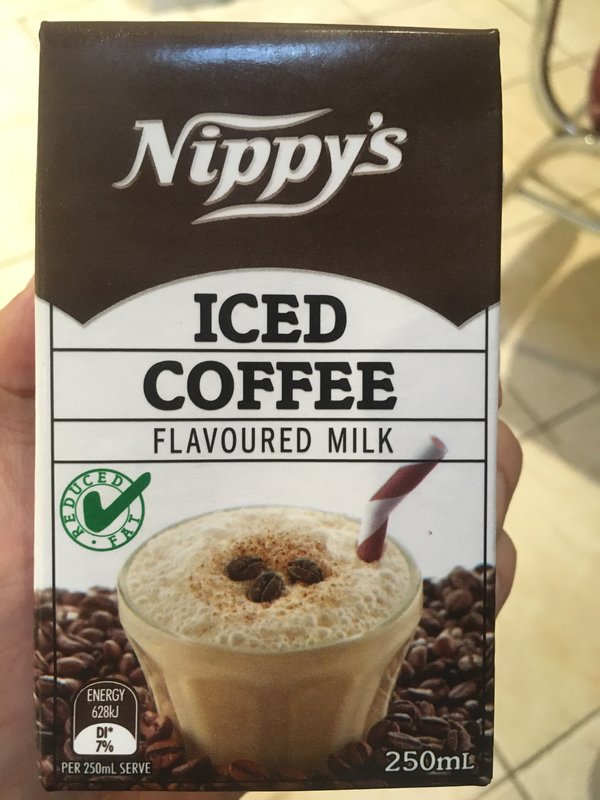 Nippy's
ICED
COFFEE
FLAVOURED MILK
REDUCED FAT
ENERGY
628kJ
DI*
7%
PER 250mL SERVE
250mL